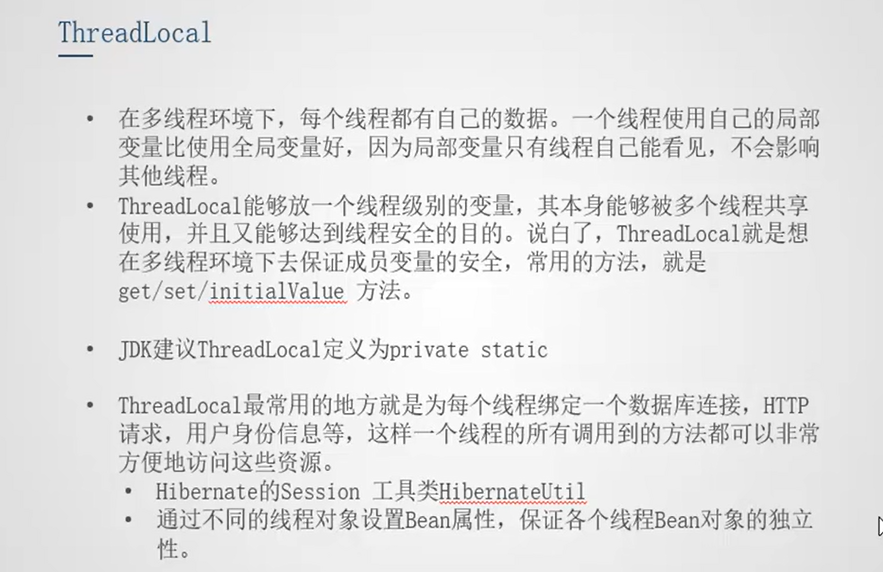 ThreadLocal
• 在多线程环境下，每个线程都有自己的数据。一个线程使用自己的局部
变量比使用全局变量好，因为局部变量只有线程自己能看见，不会影响
其他线程。
• ThreadLocal能够放一个线程级别的变量，其本身能够被多个线程共享
使用，并且又能够达到线程安全的目的。说白了，ThreadLocal就是想
在多线程环境下去保证成员变量的安全，常用的方法，就是
get/set/initialValue 方法。
• JDK建议ThreadLocal定义为private static
• ThreadLocal最常用的地方就是为每个线程绑定一个数据库连接，HTTP
请求，用户身份信息等，这样一个线程的所有调用到的方法都可以非常
方便地访问这些资源。
• Hibernate的Session 工具类HibernateUtil
• 通过不同的线程对象设置Bean属性，保证各个线程Bean对象的独立
性。